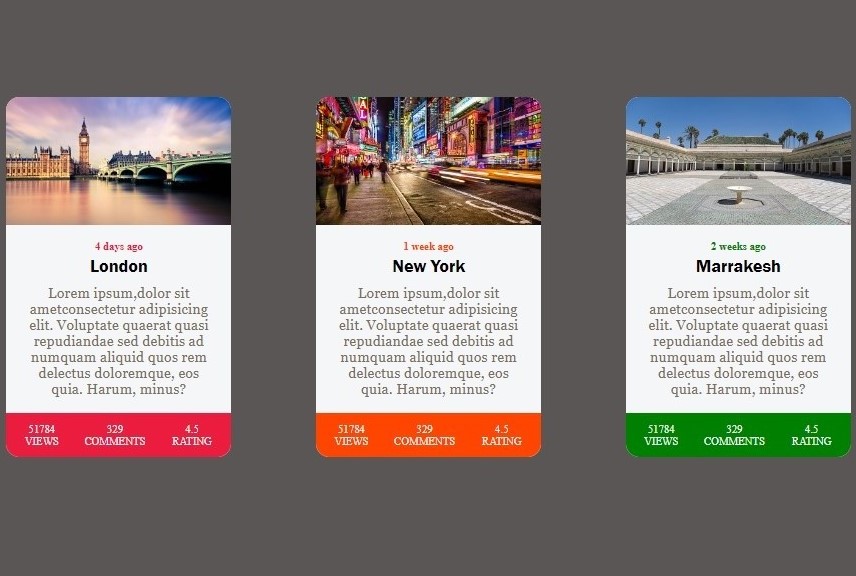 4 days ago
London
Lorem ipsum,dolor sit
ametconsectetur adipisicing
elit. Voluptate quaerat quasi
repudiandae sed debitis ad
numquam aliquid quos rem
delectus doloremque, eos
quia. Harum, minus?
51784 329 4.5
VIEWS COMMENTS RATING
1 week ago
New York
Lorem ipsum,dolor sit
ametconsectetur adipisicing
elit. Voluptate quaerat quasi
repudiandae sed debitis ad
numquam aliquid quos rem
delectus doloremque, eos
quia. Harum, minus?
51784 329 4.5
VIEWS COMMENTS RATING
2 weeks ago
Marrakesh
Lorem ipsum,dolor sit
ametconsectetur adipisicing
elit. Voluptate quaerat quasi
repudiandae sed debitis ad
numquam aliquid quos rem
delectus doloremque, eos
quia. Harum, minus?
51784 329 4.5
VIEWS COMMENTS RATING